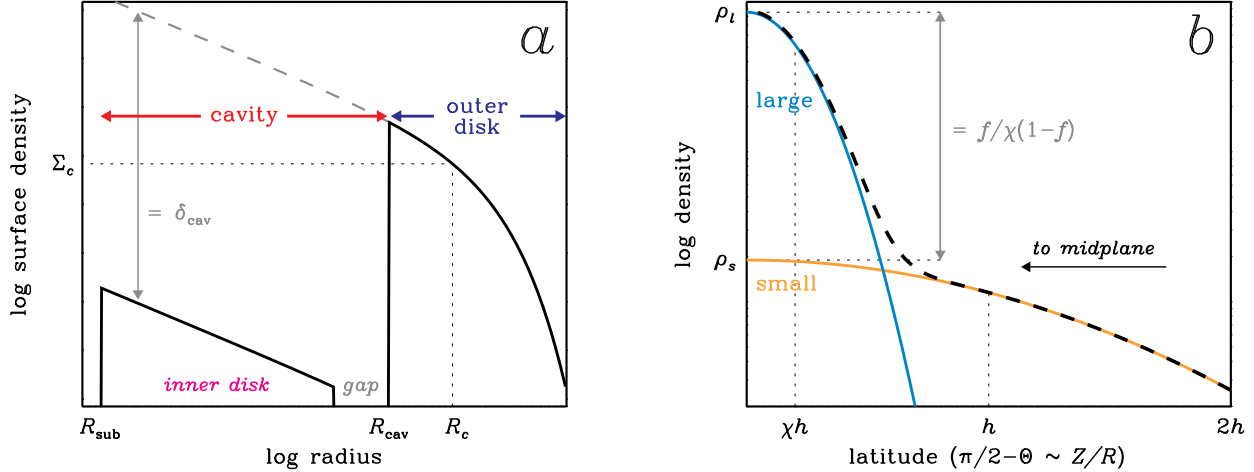 a
cavity
outer
disk
Σc
= δcav
inner disk
gap
Rsub
Rcav
Rc
log radius
log surface density
b
ρl
large
= f/χ(1−f)
to midplane
ρs
small
χh
h
2h
latitude (π/2−Θ ~ Z/R)
log density